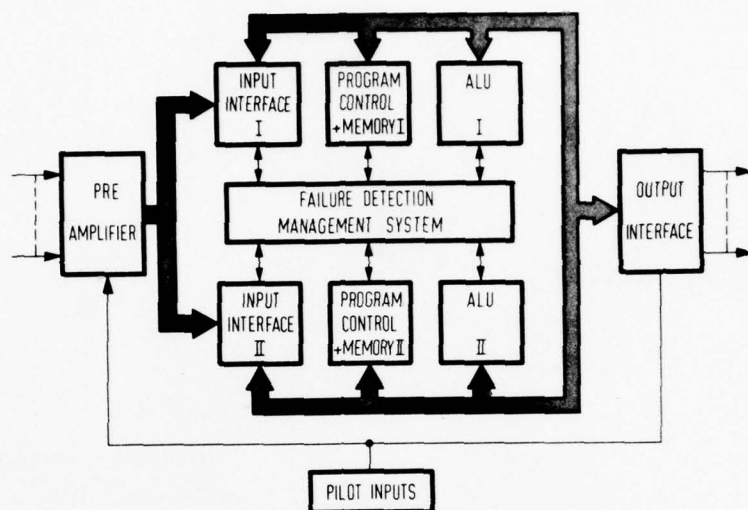 INPUT
INTERFACE
I
PROGRAM
CONTROL
+MEMORY I
ALU
I
PRE
AMPLIFIER
FAILURE DETECTION
MANAGEMENT SYSTEM
OUTPUT
INTERFACE
INPUT
INTERFACE
II
PROGRAM
CONTROL
+MEMORY II
ALU
II
PILOT INPUTS